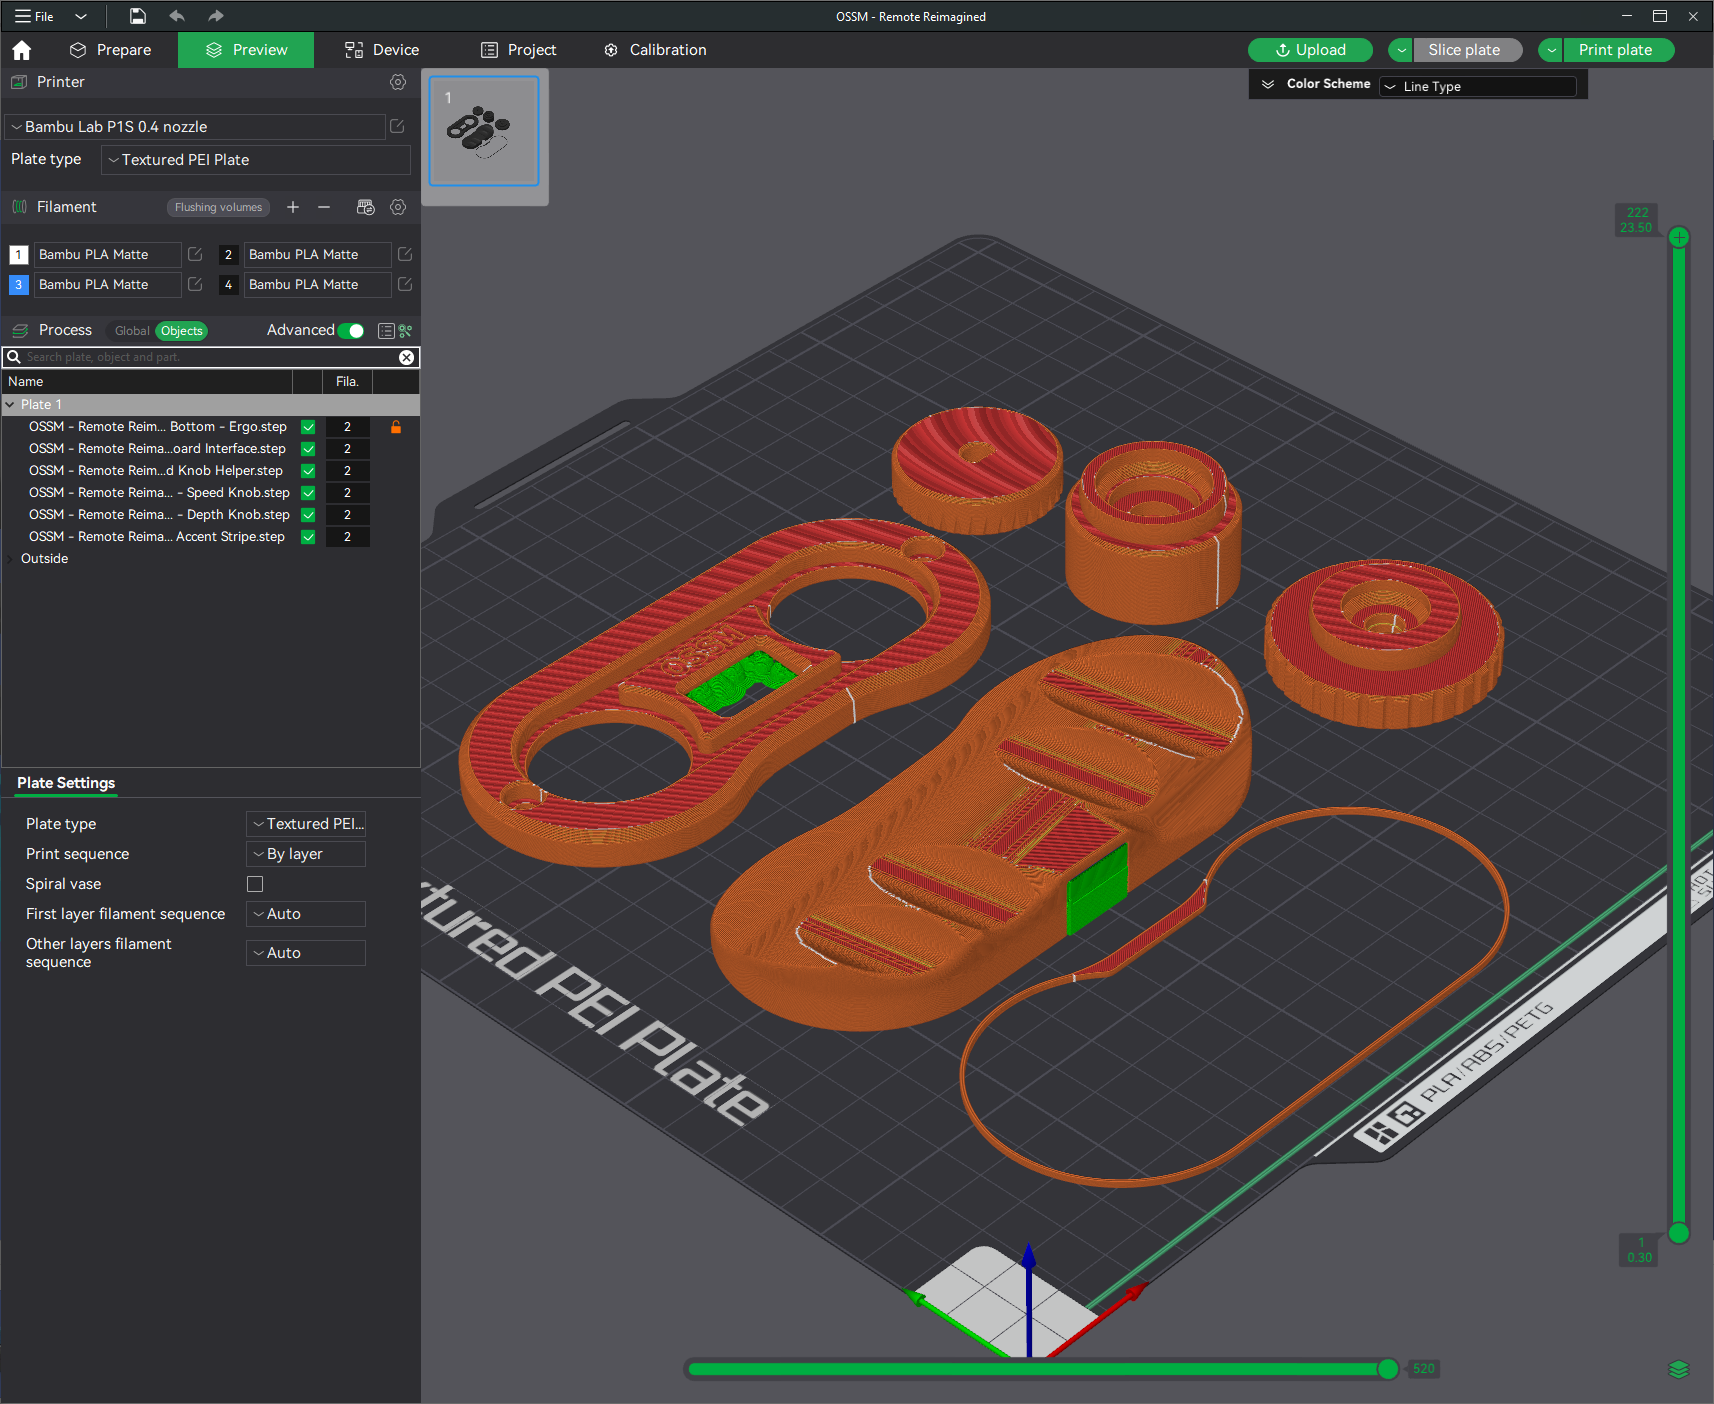 File
OSSM - Remote Reimagined
Prepare
Preview
Device
Project
Calibration
Upload
Slice plate
Print plate
Printer
Bambu Lab P1S 0.4 nozzle
Plate type
Textured PEI Plate
Filament
Flushing volumes
1 Bambu PLA Matte
2 Bambu PLA Matte
3 Bambu PLA Matte
4 Bambu PLA Matte
Process
Global
Objects
Advanced
Search plate, object and part.
Name
Fila.
Plate 1
OSSM - Remote Reim... Bottom - Ergo.step 2
OSSM - Remote Reima...oard Interface.step 2
OSSM - Remote Reim...d Knob Helper.step 2
OSSM - Remote Reima... - Speed Knob.step 2
OSSM - Remote Reima... - Depth Knob.step 2
OSSM - Remote Reima... Accent Stripe.step 2
Outside
Plate Settings
Plate type
Textured PEI...
Print sequence
By layer
Spiral vase
First layer filament sequence
Auto
Other layers filament
sequence
Auto
1
Color Scheme
Line Type
222
23.50
OSSM
tured PEI Plate
PLA/ABS/PETG
1
0.30
520